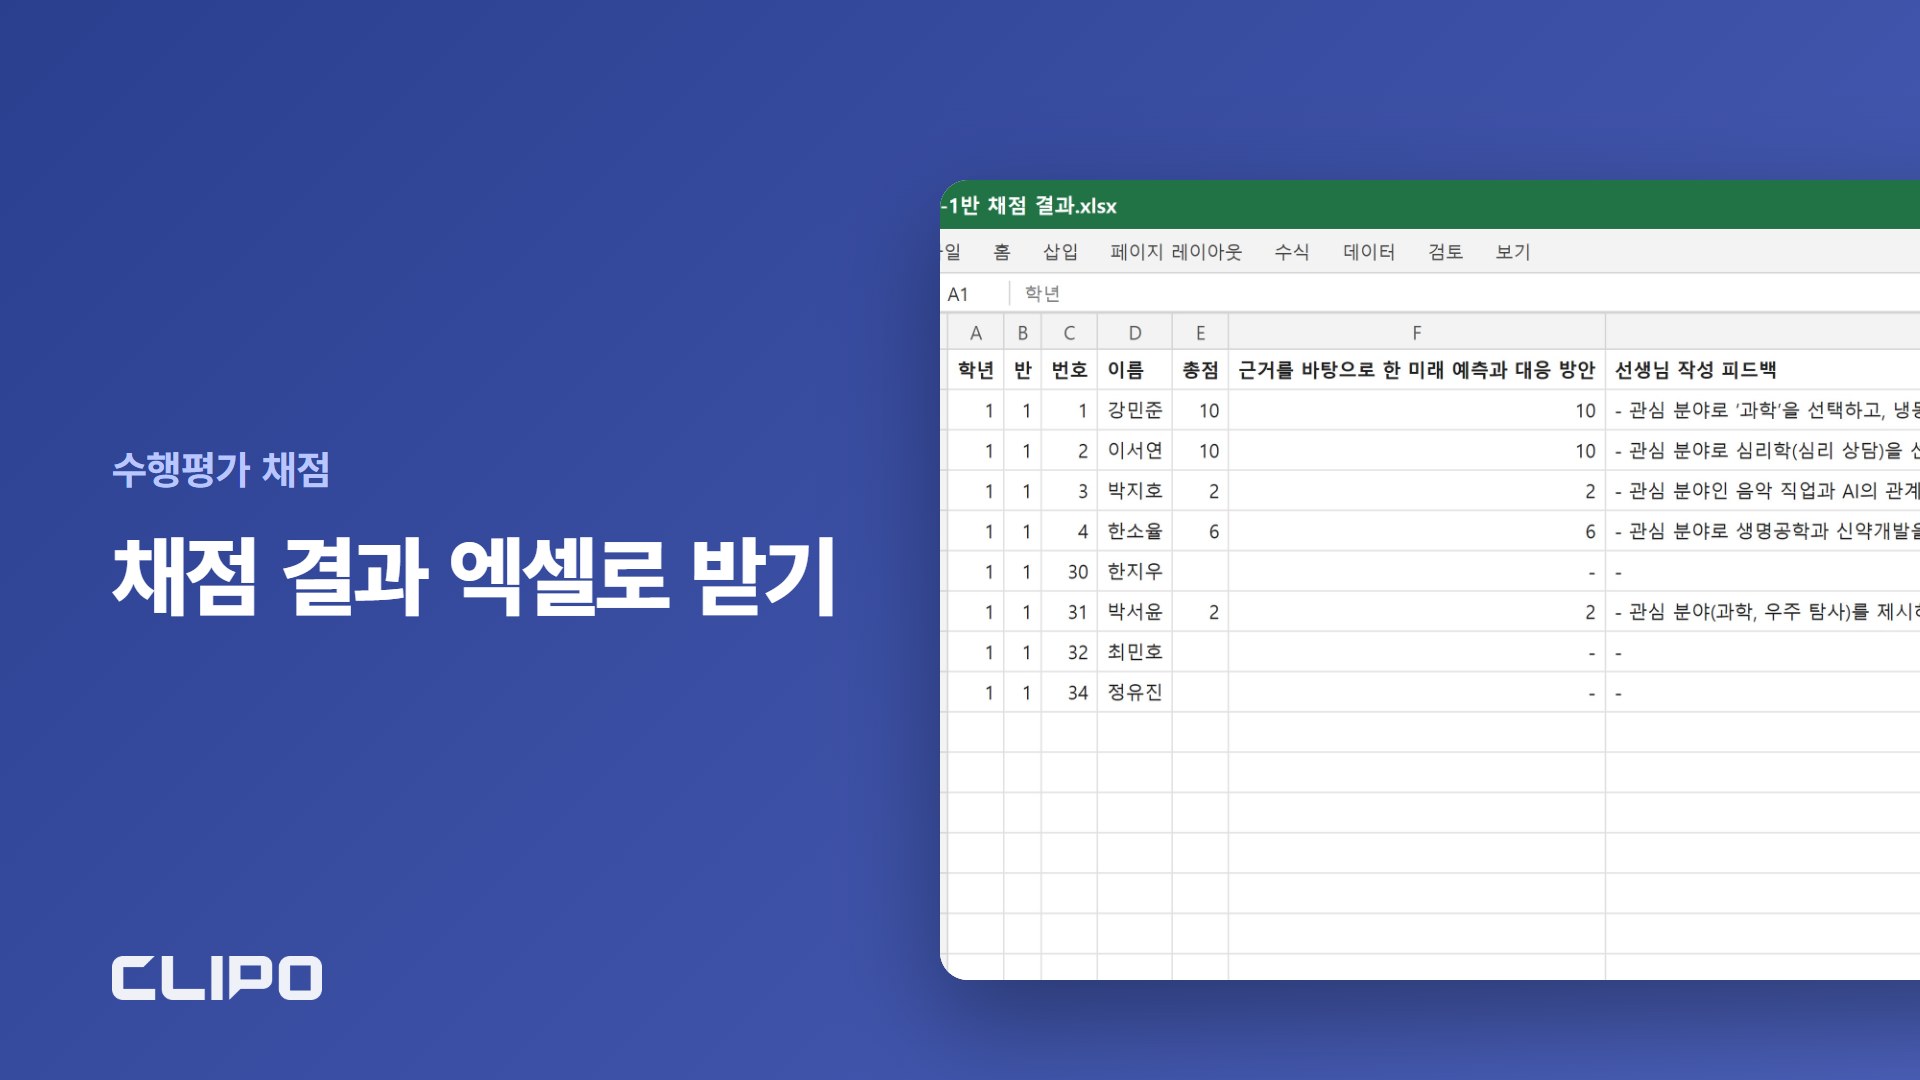 수행평가 채점
채점 결과 엑셀로 받기
CLIPO
-1반 채점 결과.xlsx
일 홈 삽입 페이지 레이아웃 수식 데이터 검토 보기
A1 학년
A B C D E F
학년 반 번호 이름 총점 근거를 바탕으로 한 미래 예측과 대응 방안 선생님 작성 피드백
1 1 1 강민준 10 10 - 관심 분야로 '과학'을 선택하고,
1 1 2 이서연 10 10 - 관심 분야로 심리학(심리 상담)을
1 1 3 박지호 2 2 - 관심 분야인 음악 직업과 AI의 관계
1 1 4 한소율 6 6 - 관심 분야로 생명공학과 신약개발을
1 1 30 한지우 - -
1 1 31 박서윤 2 2 - 관심 분야(과학, 우주 탐사)를 제시
1 1 32 최민호 - -
1 1 34 정유진 - -